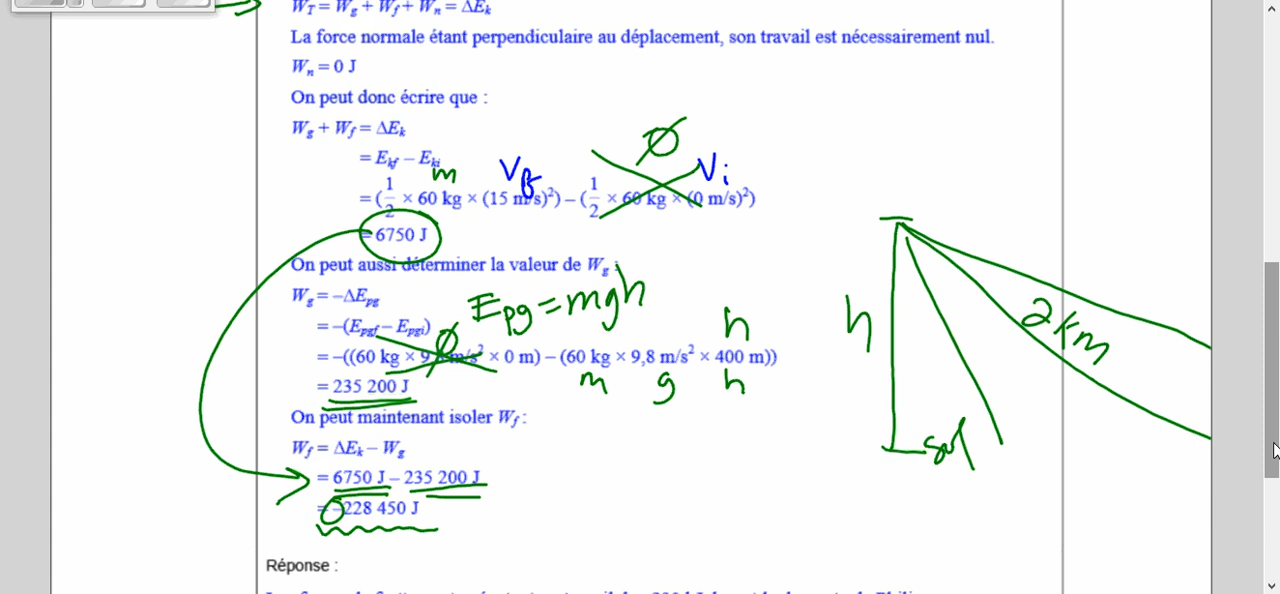 W_T = W_g + W_f + W_n = ΔE_k
La force normale étant perpendiculaire au déplacement, son travail est nécessairement nul.
W_n = 0 J
On peut donc écrire que :
W_g + W_f = ΔE_k
Ø
= E_kf – E_ki
m
V_f
V_i
= (1/2 × 60 kg × (15 m/s)²) – (1/2 × 60 kg × (0 m/s)²)
= 6750 J
On peut aussi déterminer la valeur de W_g :
W_g = –ΔE_pg
E_pg = mgh
= –(E_pgf – E_pgi)
Ø
h
= –((60 kg × 9,8 m/s² × 0 m) – (60 kg × 9,8 m/s² × 400 m))
m g h
= 235 200 J
On peut maintenant isoler W_f :
W_f = ΔE_k – W_g
= 6750 J – 235 200 J
= –228 450 J
h
2 km
sol
Réponse :